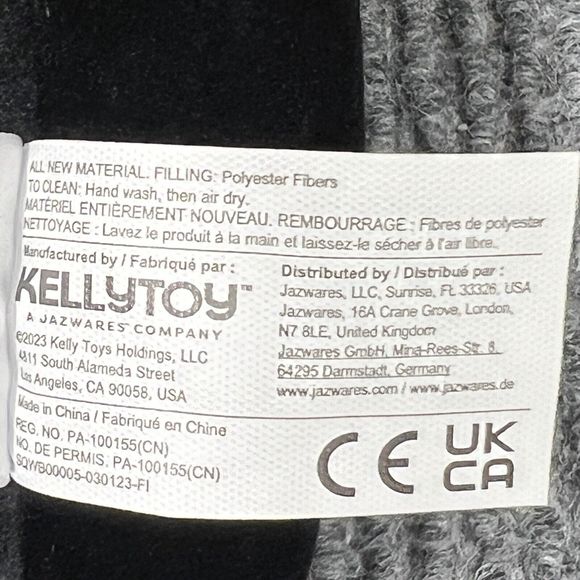 ALL NEW MATERIAL. FILLING: Polyester Fibers
TO CLEAN: Hand wash, then air dry.
MATÉRIEL ENTIÈREMENT NOUVEAU. REMBOURRAGE : Fibres de polyester
NETTOYAGE : Lavez le produit à la main et laissez-le sécher à l'air libre.
Manufactured by / Fabriqué par :
KELLYTOY™
A JAZWARES COMPANY
©2023 Kelly Toys Holdings, LLC
4811 South Alameda Street
Los Angeles, CA 90058, USA
Distributed by / Distribué par :
Jazwares, LLC, Sunrise, FL 33326, USA
Jazwares, 16A Crane Grove, London,
N7 8LE, United Kingdom
Jazwares GmbH, Mina-Rees-Str. 8,
64295 Darmstadt, Germany
www.jazwares.com / www.jazwares.de
Made in China / Fabriqué en Chine
REG. NO. PA-100155(CN)
NO. DE PERMIS. PA-100155(CN)
SQWB00005-030123-FI
CE
UK
CA